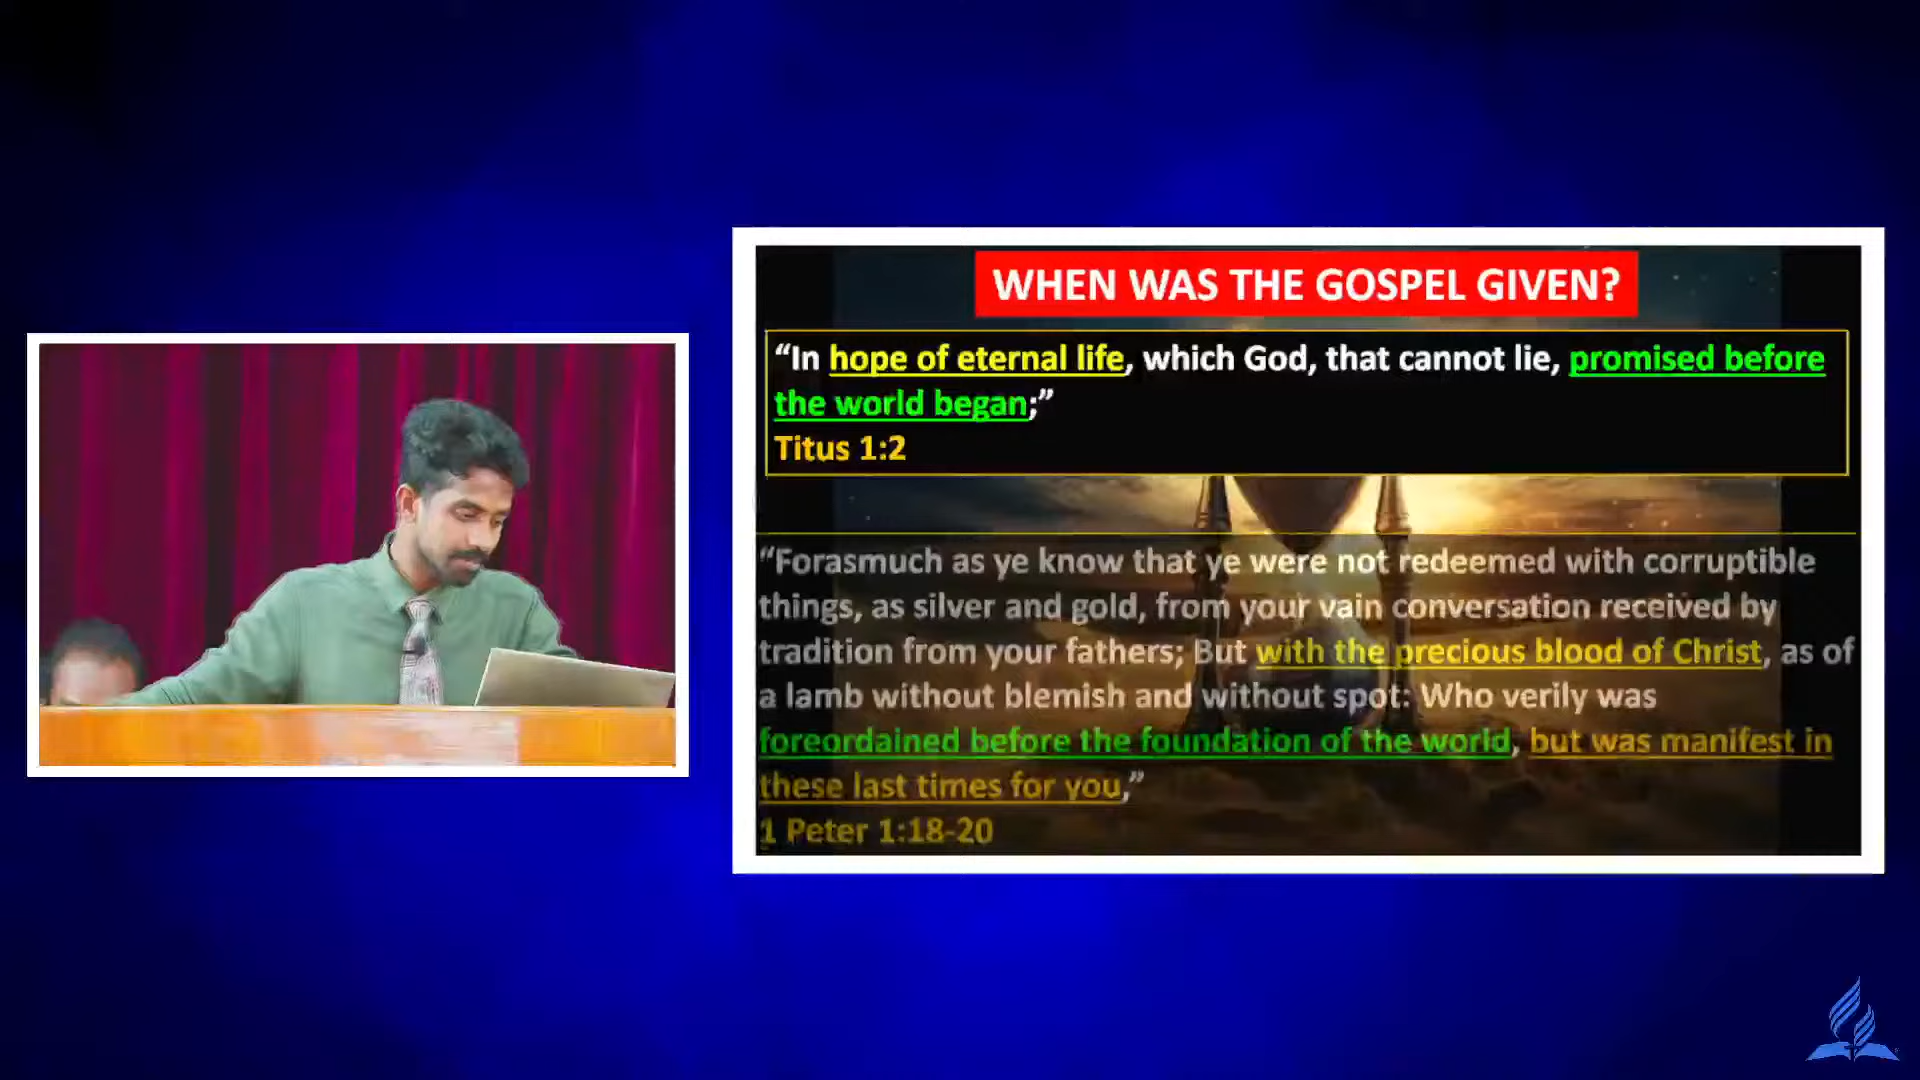 WHEN WAS THE GOSPEL GIVEN?
“In hope of eternal life, which God, that cannot lie, promised before
the world began;”
Titus 1:2
“Forasmuch as ye know that ye were not redeemed with corruptible
things, as silver and gold, from your vain conversation received by
tradition from your fathers; But with the precious blood of Christ, as of
a lamb without blemish and without spot: Who verily was
foreordained before the foundation of the world, but was manifest in
these last times for you,”
1 Peter 1:18-20